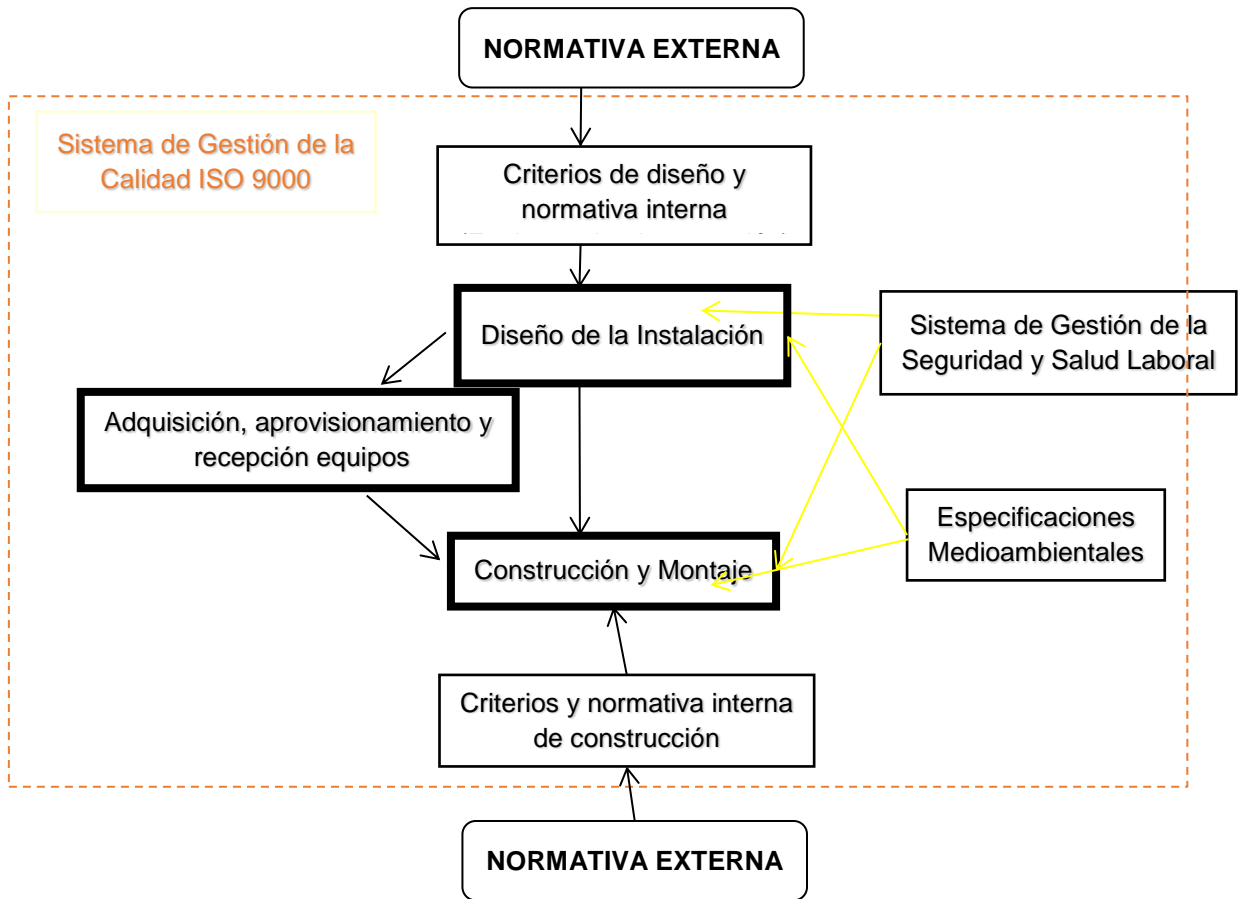 NORMATIVA EXTERNA
Sistema de Gestión de la
Calidad ISO 9000
Criterios de diseño y
normativa interna
Diseño de la Instalación
Sistema de Gestión de la
Seguridad y Salud Laboral
Adquisición, aprovisionamiento y
recepción equipos
Especificaciones
Medioambientales
Construcción y Montaje
Criterios y normativa interna
de construcción
NORMATIVA EXTERNA